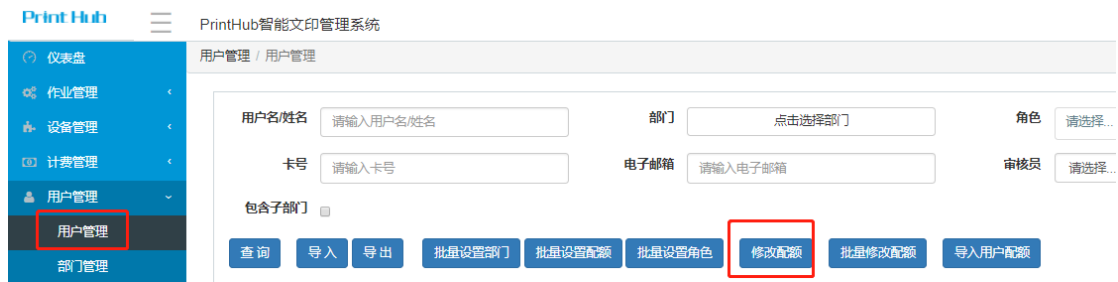 Print Hub
PrintHub智能文印管理系统
仪表盘
用户管理 / 用户管理
作业管理
设备管理
计费管理
用户管理
用户管理
部门管理
用户名/姓名 请输入用户名/姓名 部门 点击选择部门 角色 请选择...
卡号 请输入卡号 电子邮箱 请输入电子邮箱 审核员 请选择...
包含子部门
查询 导入 导出 批量设置部门 批量设置配额 批量设置角色 修改配额 批量修改配额 导入用户配额